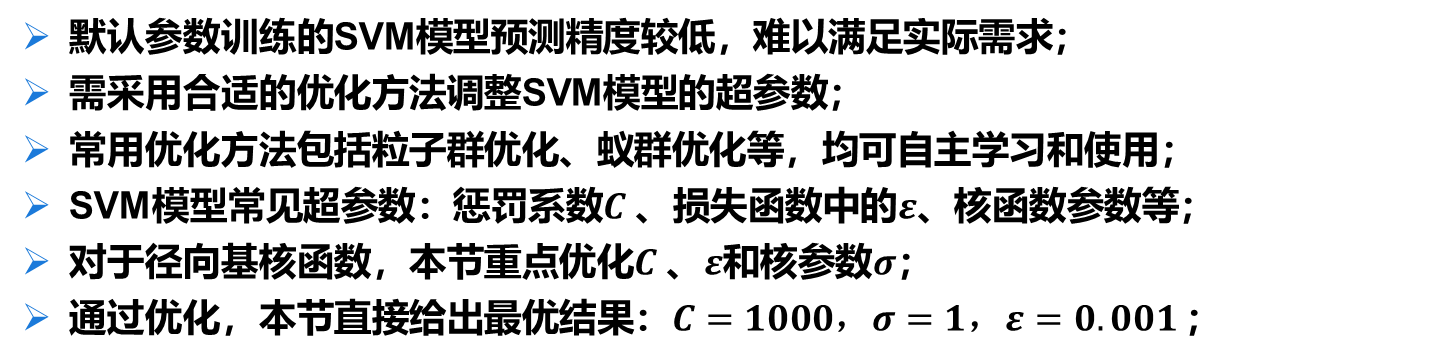 ➢ 默认参数训练的SVM模型预测精度较低，难以满足实际需求；
➢ 需采用合适的优化方法调整SVM模型的超参数；
➢ 常用优化方法包括粒子群优化、蚁群优化等，均可自主学习和使用；
➢ SVM模型常见超参数：惩罚系数C 、损失函数中的ε、核函数参数等；
➢ 对于径向基核函数，本节重点优化C 、ε和核参数σ；
➢ 通过优化，本节直接给出最优结果：C = 1000，σ = 1，ε = 0.001；